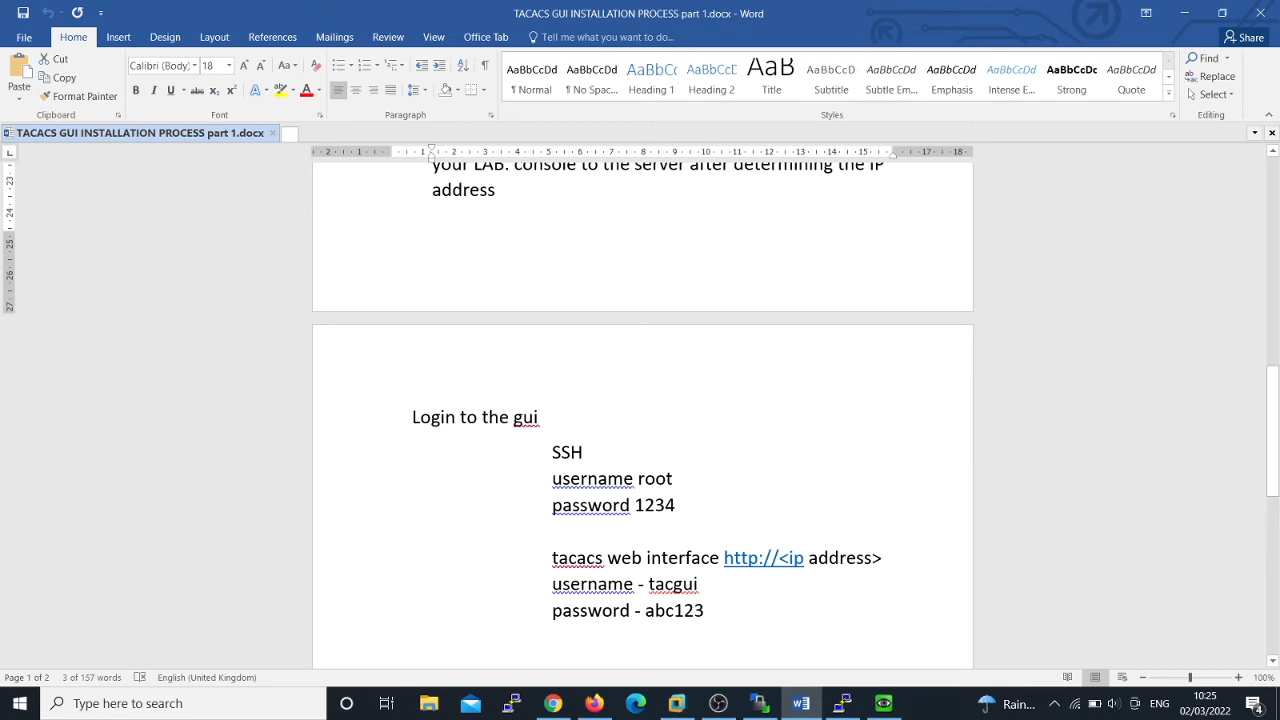 TACACS GUI INSTALLATION PROCESS part 1.docx - Word
File Home Insert Design Layout References Mailings Review View Office Tab Tell me what you want to do... Share
Paste
Cut
Copy
Format Painter
Clipboard
Calibri (Body) 18
Font
Paragraph
AaBbCcDd AaBbCcDd AaBbCc AaBbCcD AaB AaBbCcDd AaBbCcDd AaBbCcDd AaBbCcDd AaBbCcDc AaBbCcDd
¶ Normal ¶ No Spac... Heading 1 Heading 2 Title Subtitle Subtle Em... Emphasis Intense E... Strong Quote
Styles
Find
Replace
Select
Editing
TACACS GUI INSTALLATION PROCESS part 1.docx
your LAB. console to the server after determining the IP
address
Login to the gui
SSH
username root
password 1234
tacacs web interface http://<ip address>
username - tacgui
password - abc123
Page 1 of 2 3 of 157 words English (United Kingdom) 100%
Type here to search
Rain...
ENG
10:25
02/03/2022
4